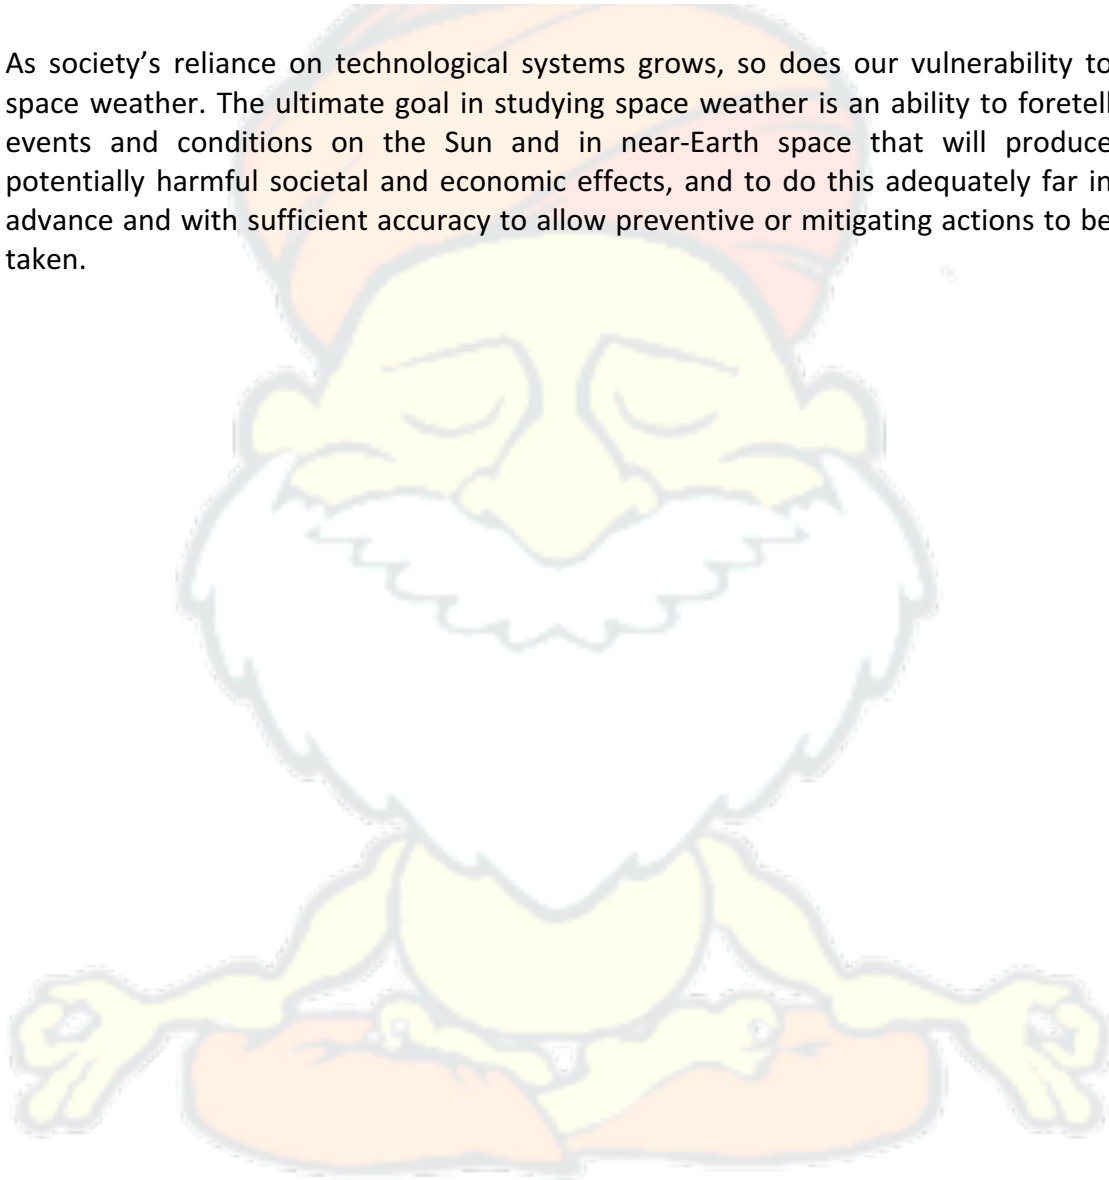 As society’s reliance on technological systems grows, so does our vulnerability to
space weather. The ultimate goal in studying space weather is an ability to foretell
events and conditions on the Sun and in near-Earth space that will produce
potentially harmful societal and economic effects, and to do this adequately far in
advance and with sufficient accuracy to allow preventive or mitigating actions to be
taken.